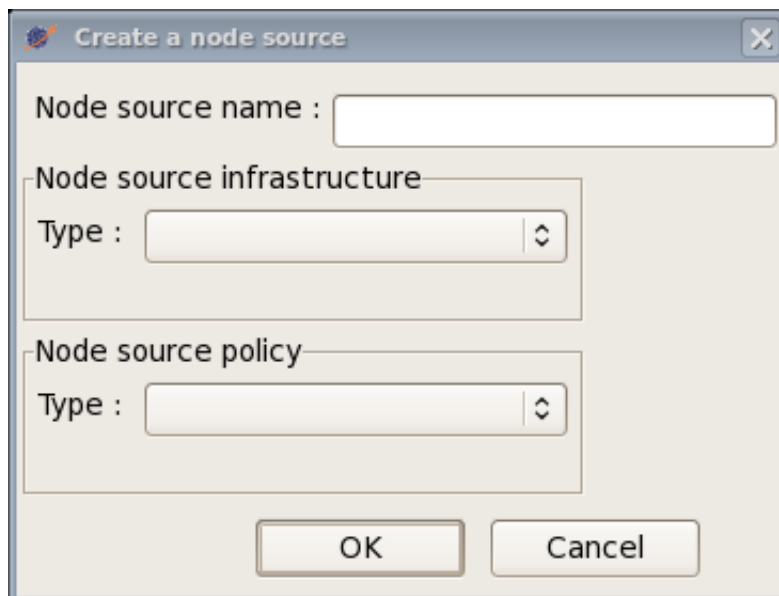 Create a node source
Node source name :
Node source infrastructure
Type :
Node source policy
Type :
OK
Cancel